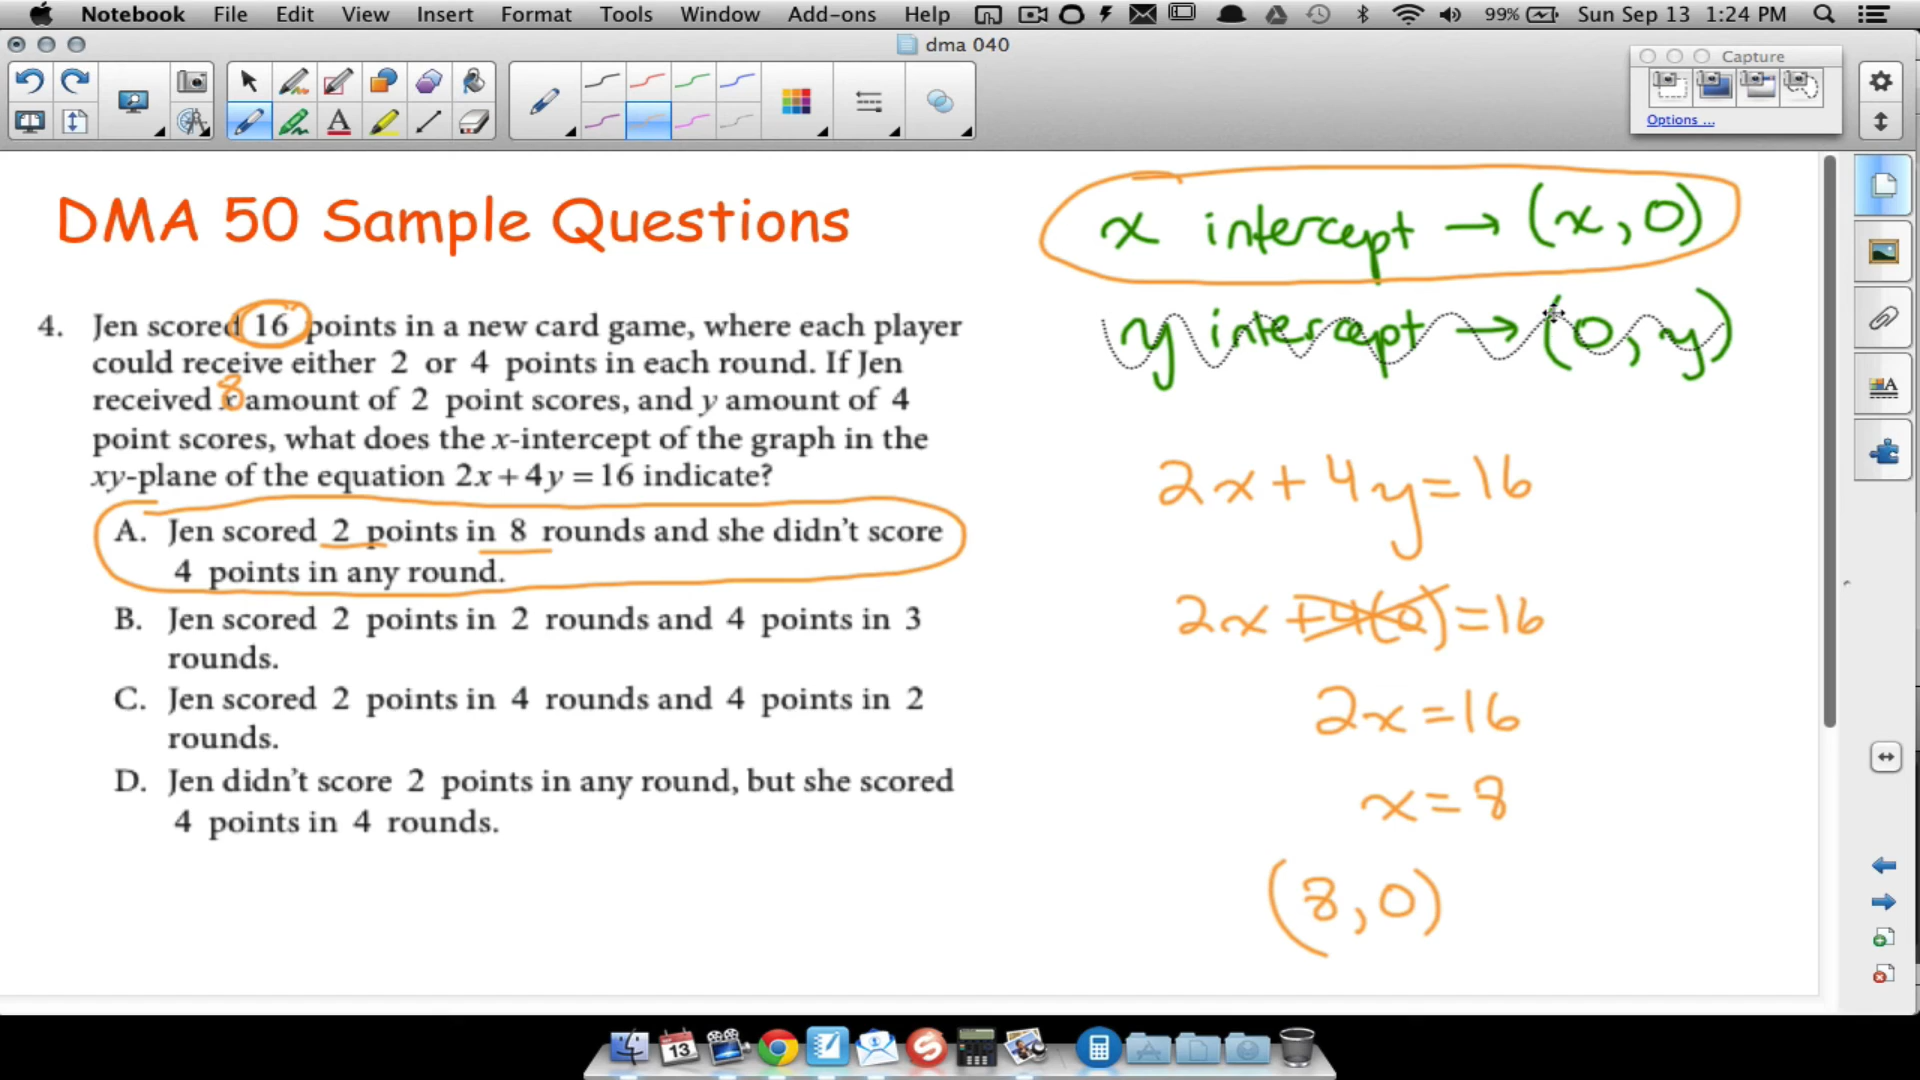 Notebook File Edit View Insert Format Tools Window Add-ons Help 99% Sun Sep 13 1:24 PM
dma 040
Capture
Options ...
DMA 50 Sample Questions
4. Jen scored 16 points in a new card game, where each player
could receive either 2 or 4 points in each round. If Jen
received 8 amount of 2 point scores, and y amount of 4
point scores, what does the x-intercept of the graph in the
xy-plane of the equation 2x+4y=16 indicate?
A. Jen scored 2 points in 8 rounds and she didn't score
4 points in any round.
B. Jen scored 2 points in 2 rounds and 4 points in 3
rounds.
C. Jen scored 2 points in 4 rounds and 4 points in 2
rounds.
D. Jen didn't score 2 points in any round, but she scored
4 points in 4 rounds.
x intercept → (x, 0)
y intercept → (0, y)
2x + 4y = 16
2x + 4(0) = 16
2x = 16
x = 8
(8, 0)
13